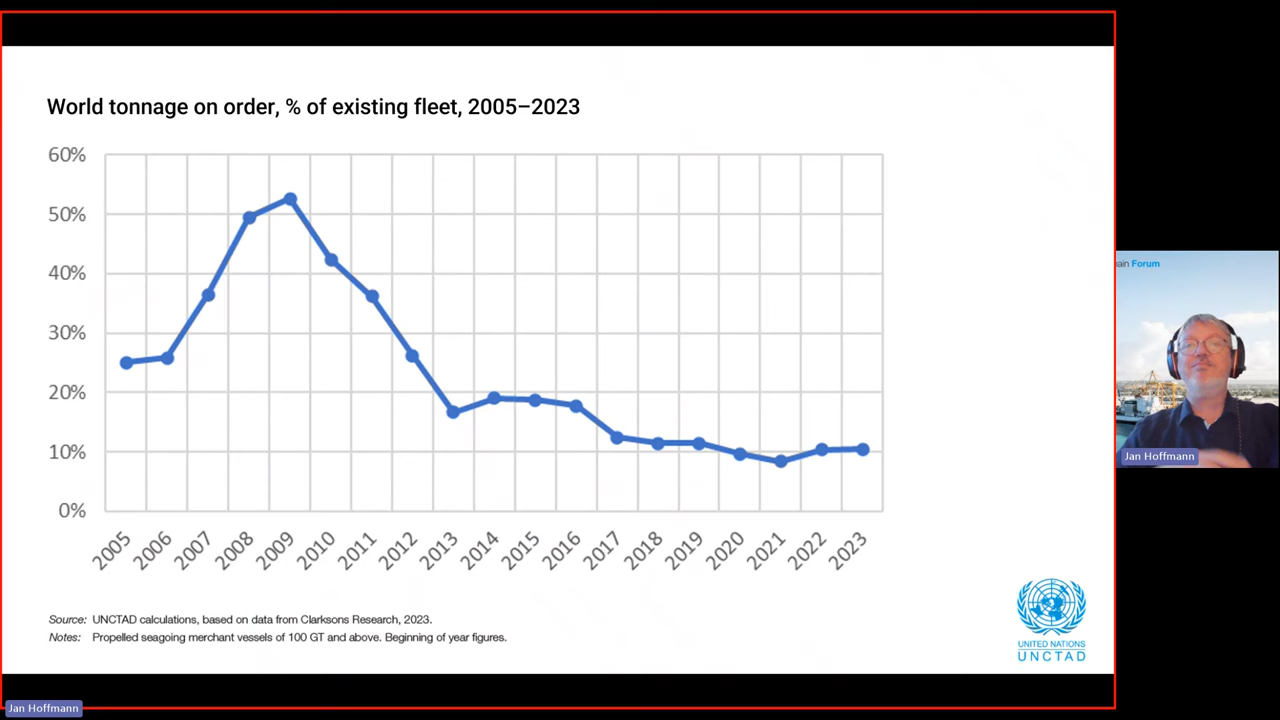 World tonnage on order, % of existing fleet, 2005–2023
60%
50%
40%
30%
20%
10%
0%
2005 2006 2007 2008 2009 2010 2011 2012 2013 2014 2015 2016 2017 2018 2019 2020 2021 2022 2023
Source: UNCTAD calculations, based on data from Clarksons Research, 2023.
Notes: Propelled seagoing merchant vessels of 100 GT and above. Beginning of year figures.
UNITED NATIONS
UNCTAD
Forum
Jan Hoffmann
Jan Hoffmann